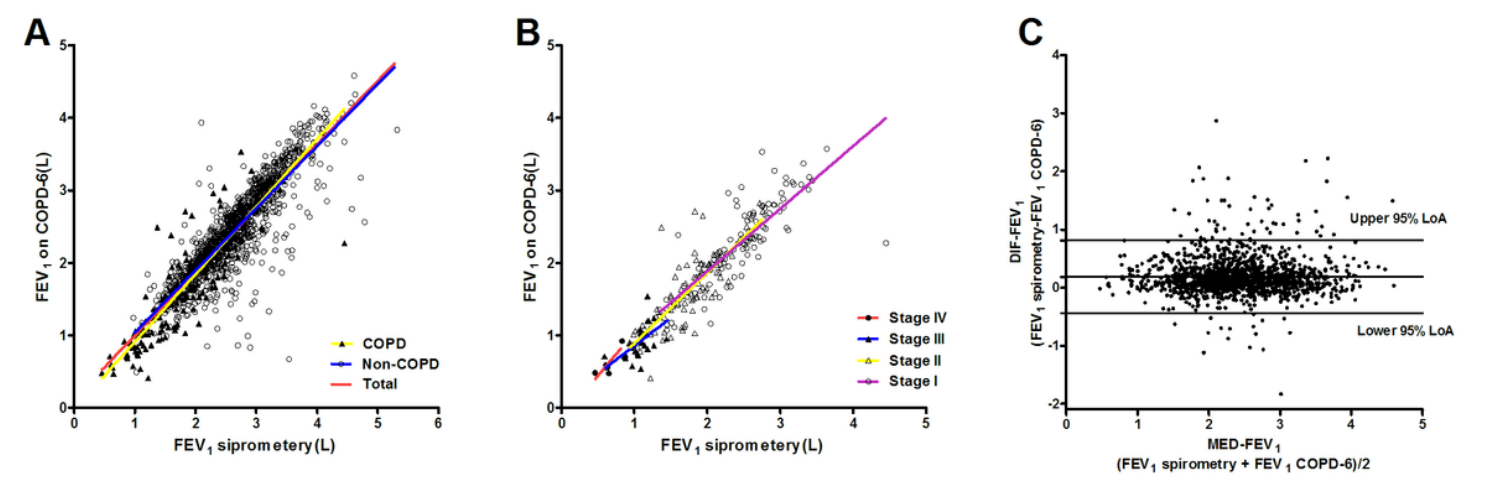 A
5
4
3
2
1
0
0 1 2 3 4 5 6
FEV1 on COPD-6(L)
FEV1 siprometery(L)
COPD
Non-COPD
Total
B
5
4
3
2
1
0
0 1 2 3 4 5
FEV1 on COPD-6(L)
FEV1 siprometery(L)
Stage IV
Stage III
Stage II
Stage I
C
4
3
2
1
0
-1
-2
0 1 2 3 4 5
DIF-FEV1
(FEV1 spirometry-FEV1 COPD-6)
Upper 95% LoA
Lower 95% LoA
MED-FEV1
(FEV1 spirometry + FEV1 COPD-6)/2